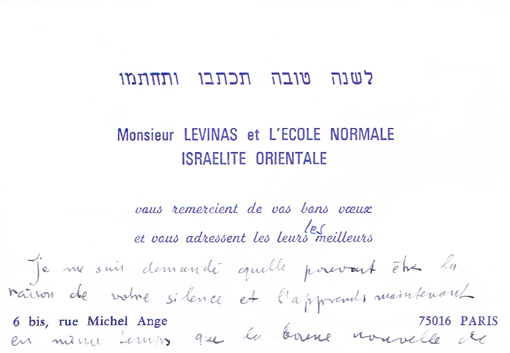 לשנה טובה תכתבו ותחתמו
Monsieur LEVINAS et L'ECOLE NORMALE
ISRAELITE ORIENTALE
vous remercient de vos bons vœux
les
et vous adressent les leurs meilleurs
Je me suis demandé quelle pouvait être la
raison de votre silence et l'apprends maintenant
6 bis, rue Michel Ange 75016 PARIS
en même temps que la bonne nouvelle de